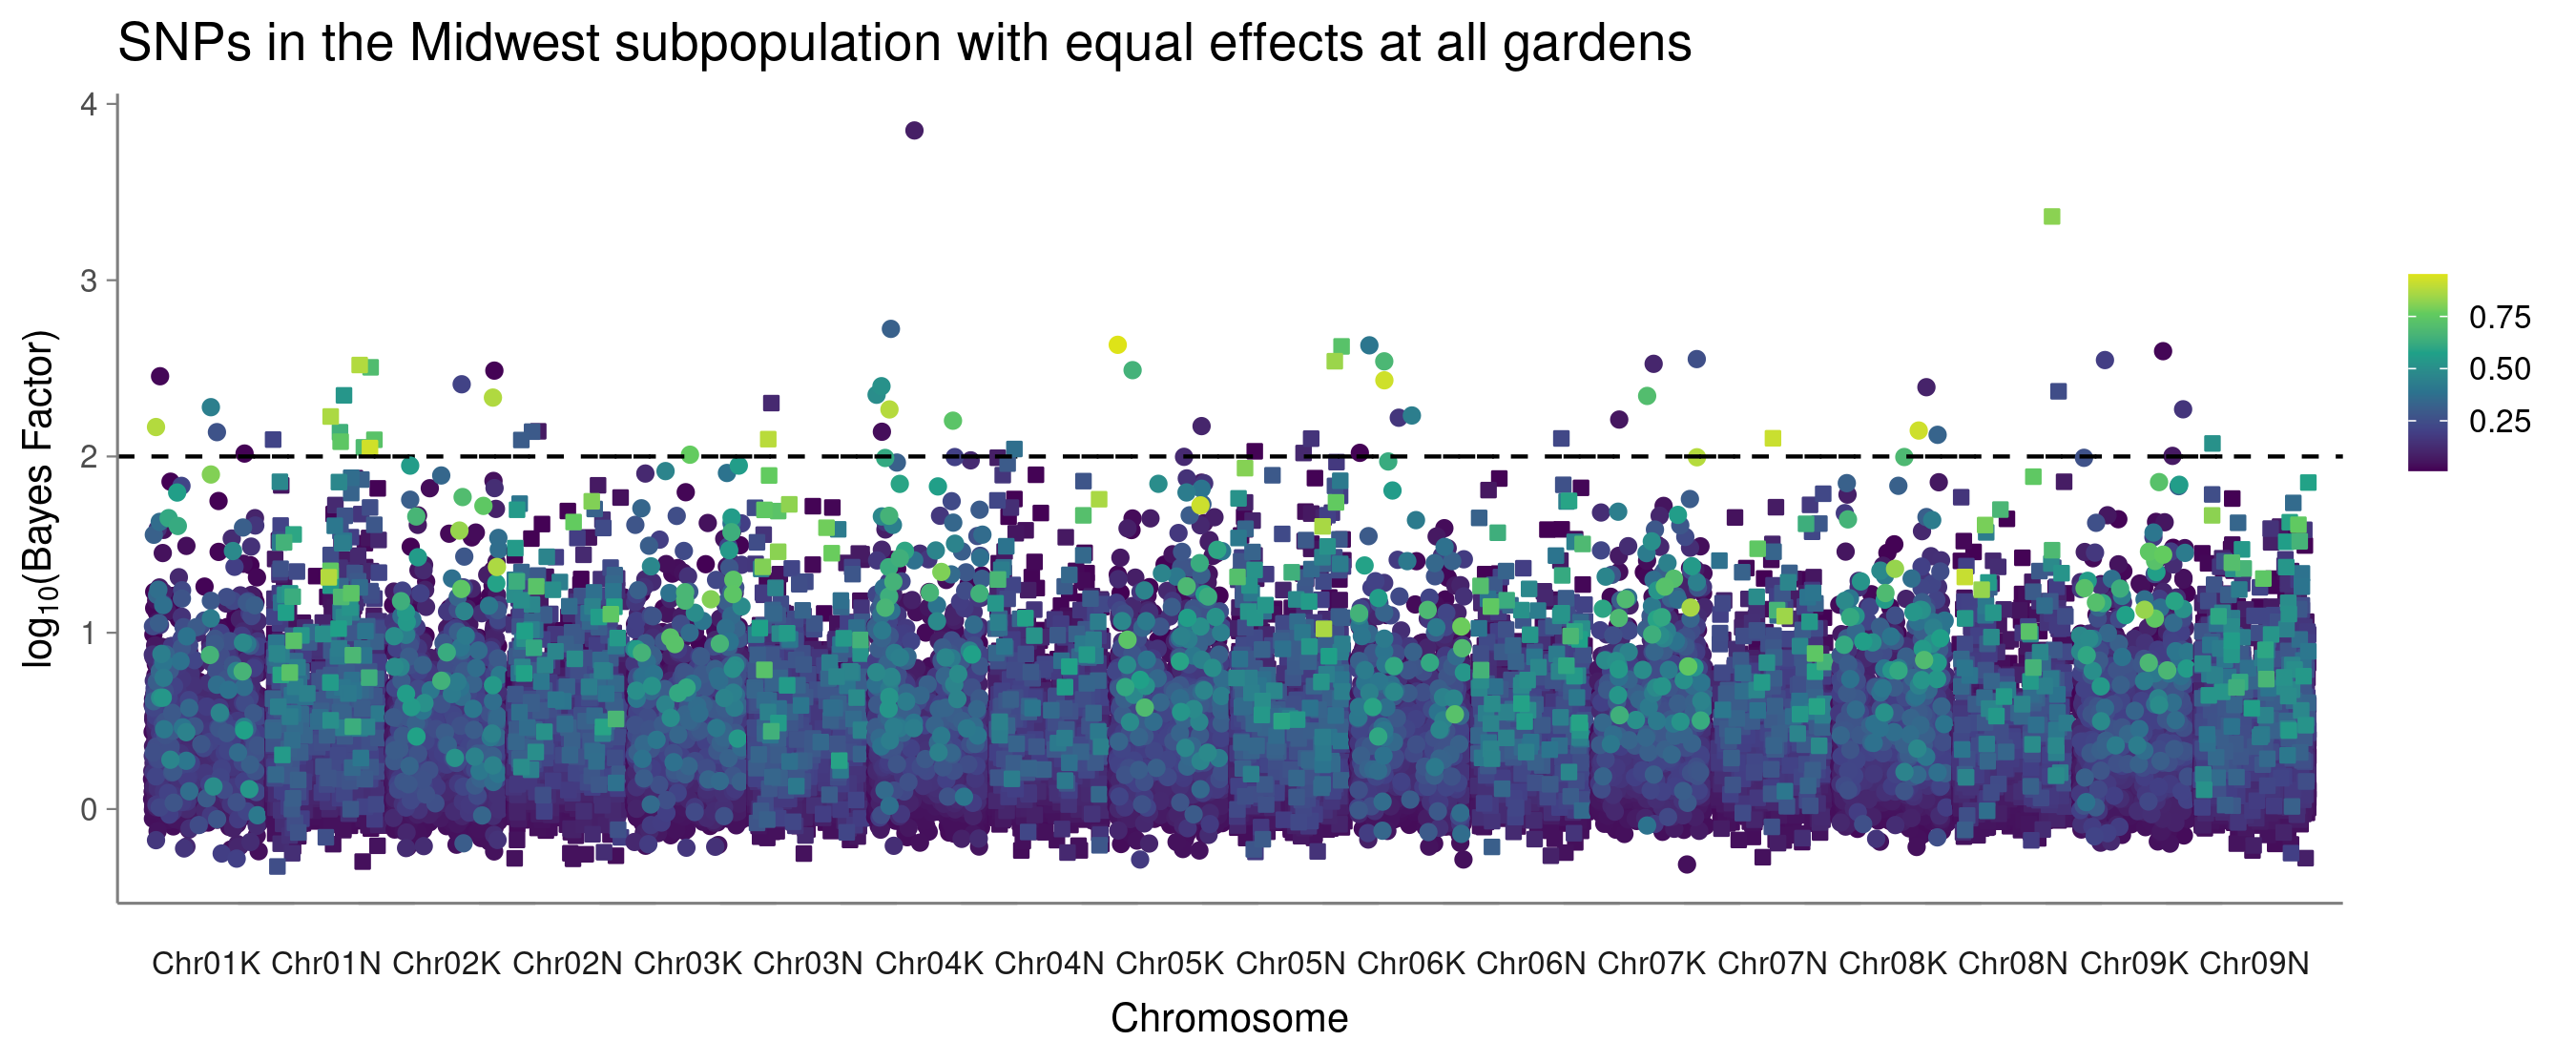 SNPs in the Midwest subpopulation with equal effects at all gardens
4
3
2
1
0
log10(Bayes Factor)
0.75
0.50
0.25
Chr01K Chr01N Chr02K Chr02N Chr03K Chr03N Chr04K Chr04N Chr05K Chr05N Chr06K Chr06N Chr07K Chr07N Chr08K Chr08N Chr09K Chr09N
Chromosome